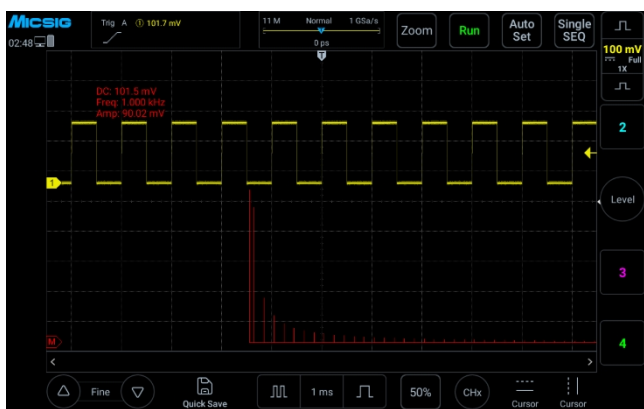 Micsig
Trig A ① 101.7 mV
11 M Normal 1 GSa/s
0 ps
T
Zoom
Run
Auto
Set
Single
SEQ
02:48
100 mV
Full
1X
DC: 101.5 mV
Freq: 1.000 kHz
Amp: 90.02 mV
1
2
Level
3
M
4
<
>
Fine
Quick Save
1 ms
50%
CHx
Cursor
Cursor